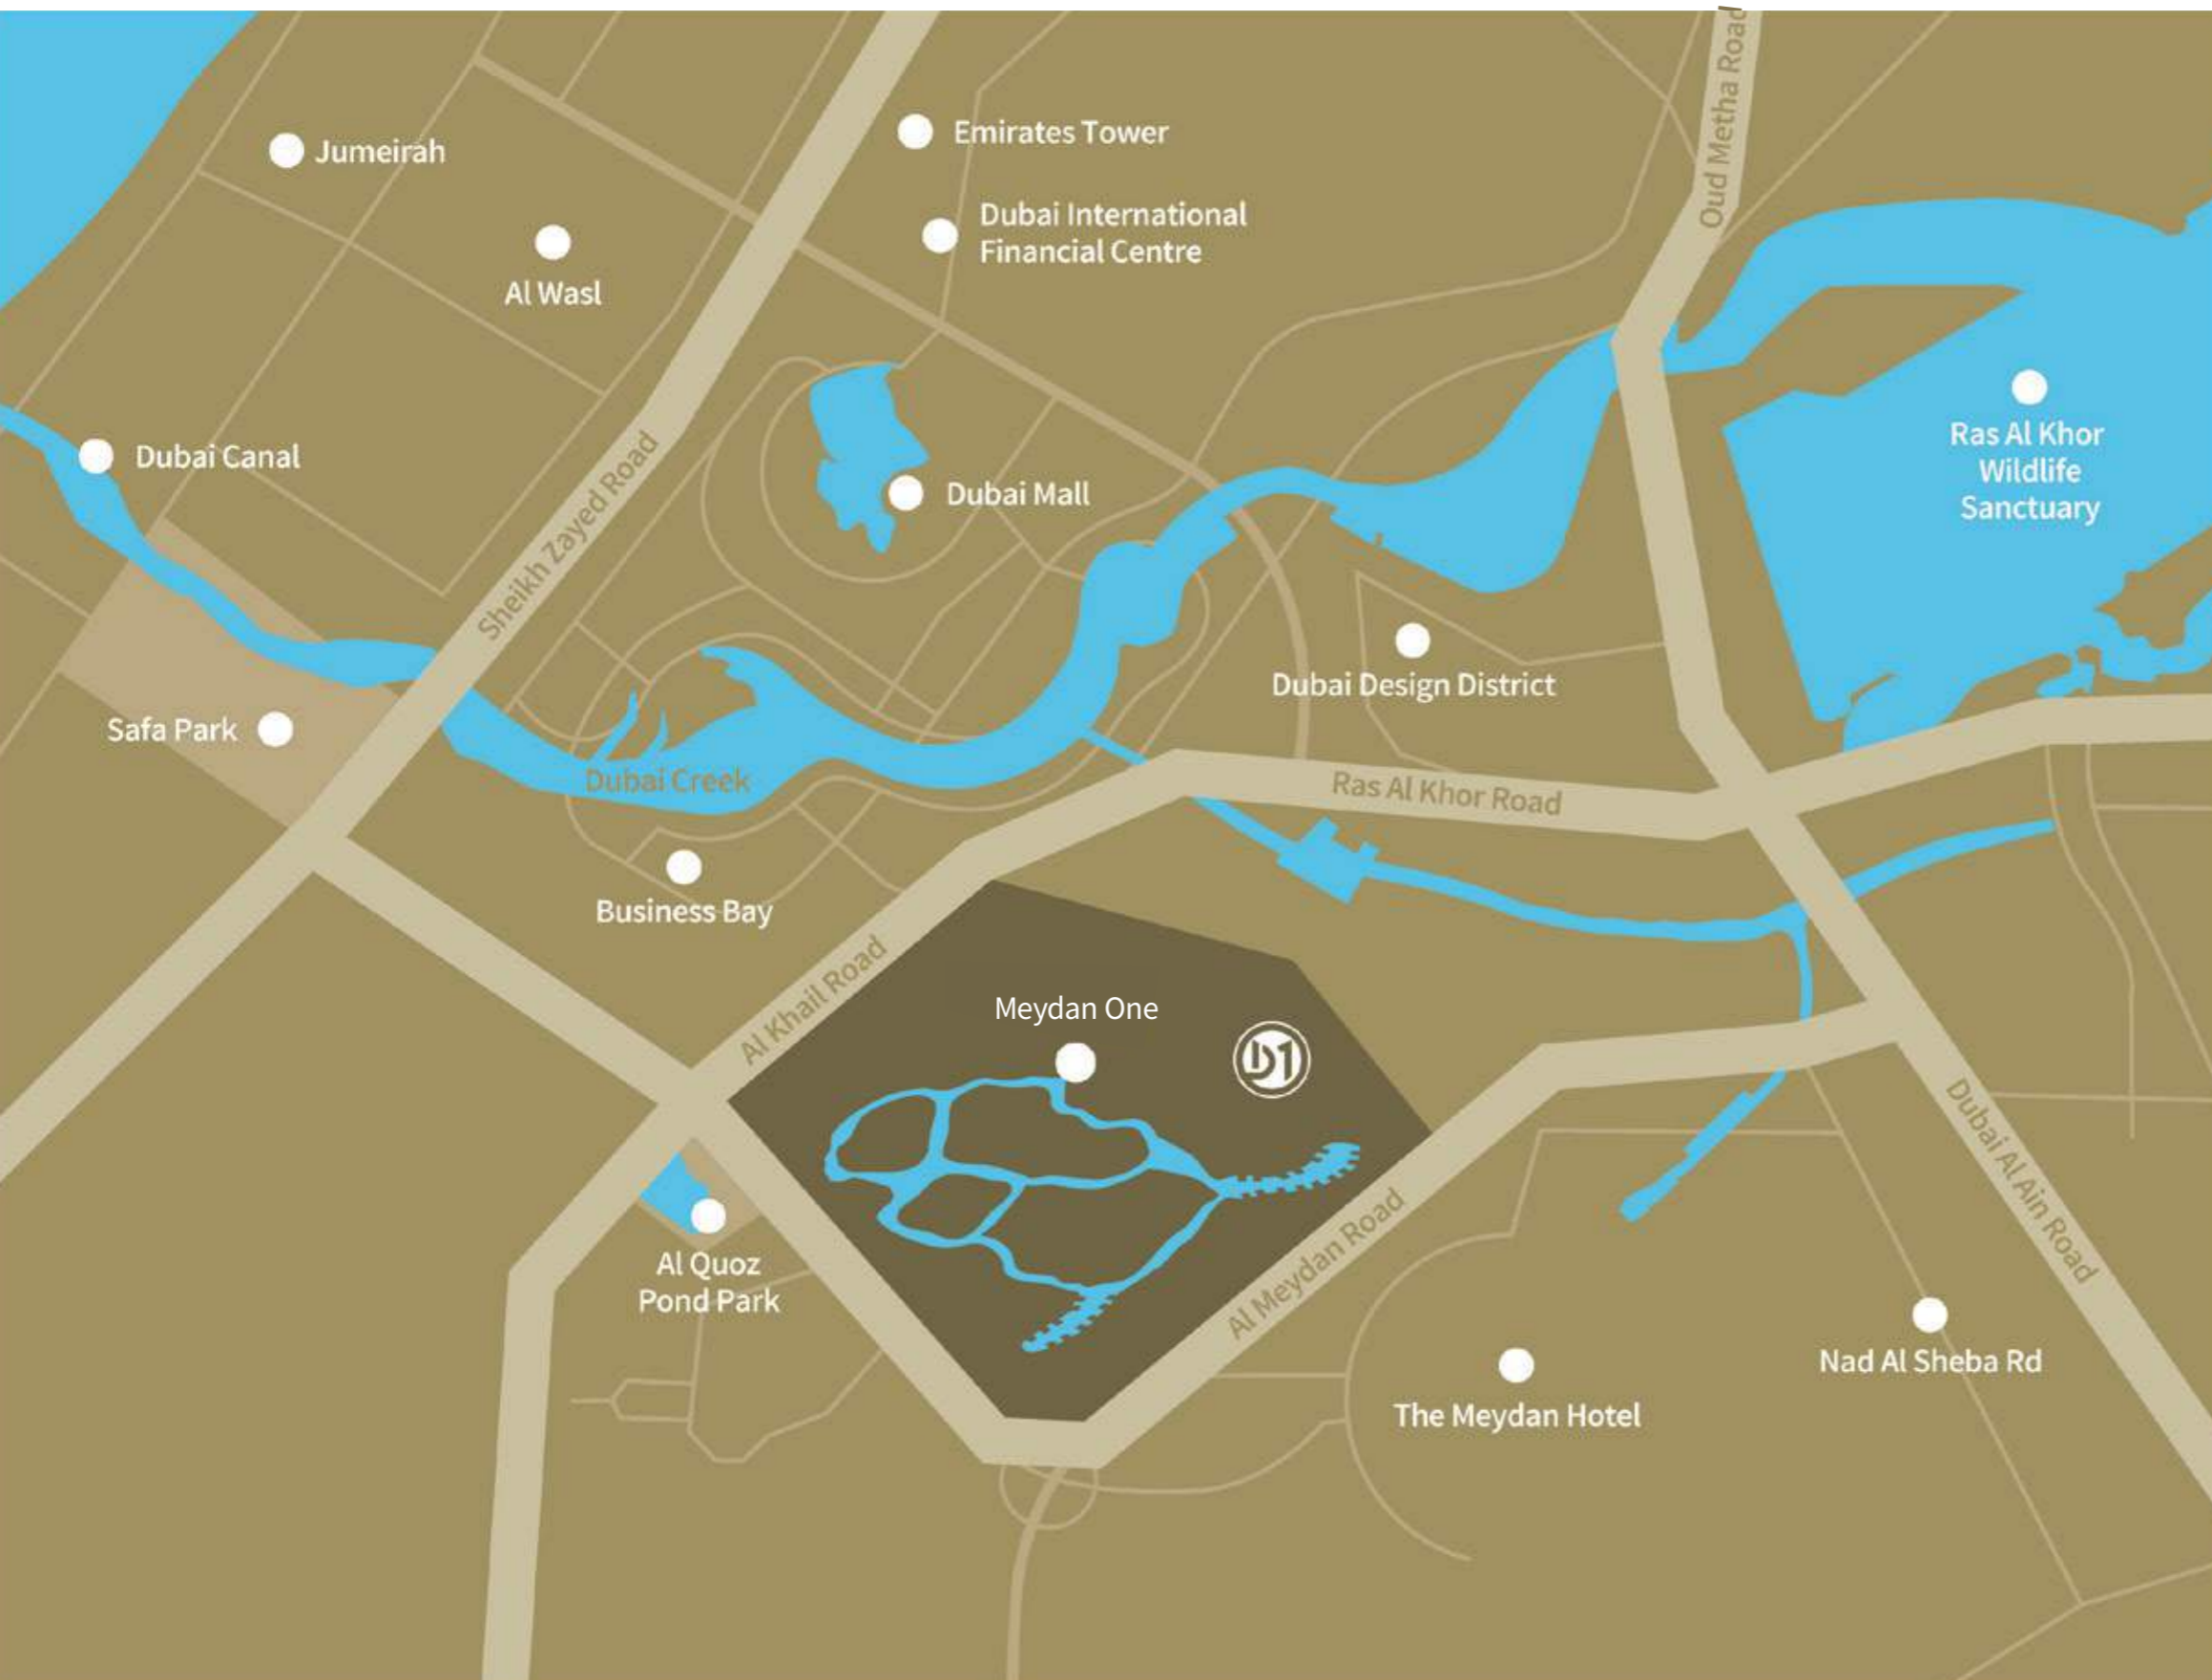 Oud Metha Road
Emirates Tower
Jumeirah
Dubai International
Financial Centre
Al Wasl
Ras Al Khor
Wildlife
Sanctuary
Dubai Canal
Dubai Mall
Sheikh Zayed Road
Dubai Design District
Safa Park
Dubai Creek
Ras Al Khor Road
Business Bay
Al Khail Road
Meydan One
D1
Dubai Al Ain Road
Al Meydan Road
Al Quoz
Pond Park
Nad Al Sheba Rd
The Meydan Hotel